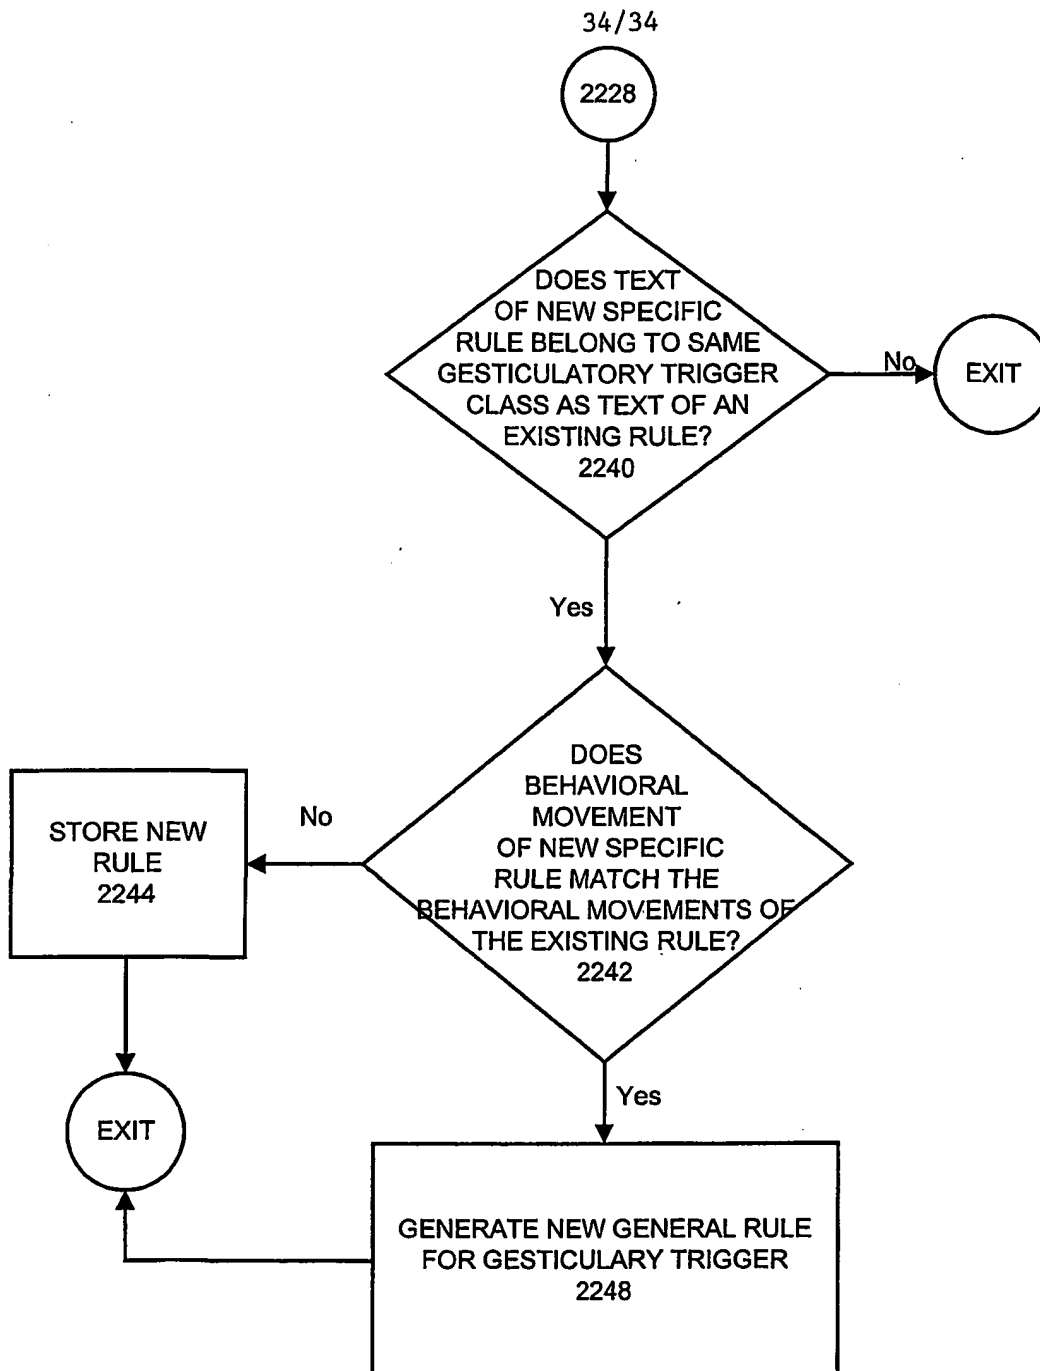 34/34
2228
DOES TEXT
OF NEW SPECIFIC
RULE BELONG TO SAME
GESTICULATORY TRIGGER
CLASS AS TEXT OF AN
EXISTING RULE?
2240
No
EXIT
Yes
DOES
BEHAVIORAL
MOVEMENT
OF NEW SPECIFIC
RULE MATCH THE
BEHAVIORAL MOVEMENTS OF
THE EXISTING RULE?
2242
No
STORE NEW
RULE
2244
EXIT
Yes
GENERATE NEW GENERAL RULE
FOR GESTICULARY TRIGGER
2248